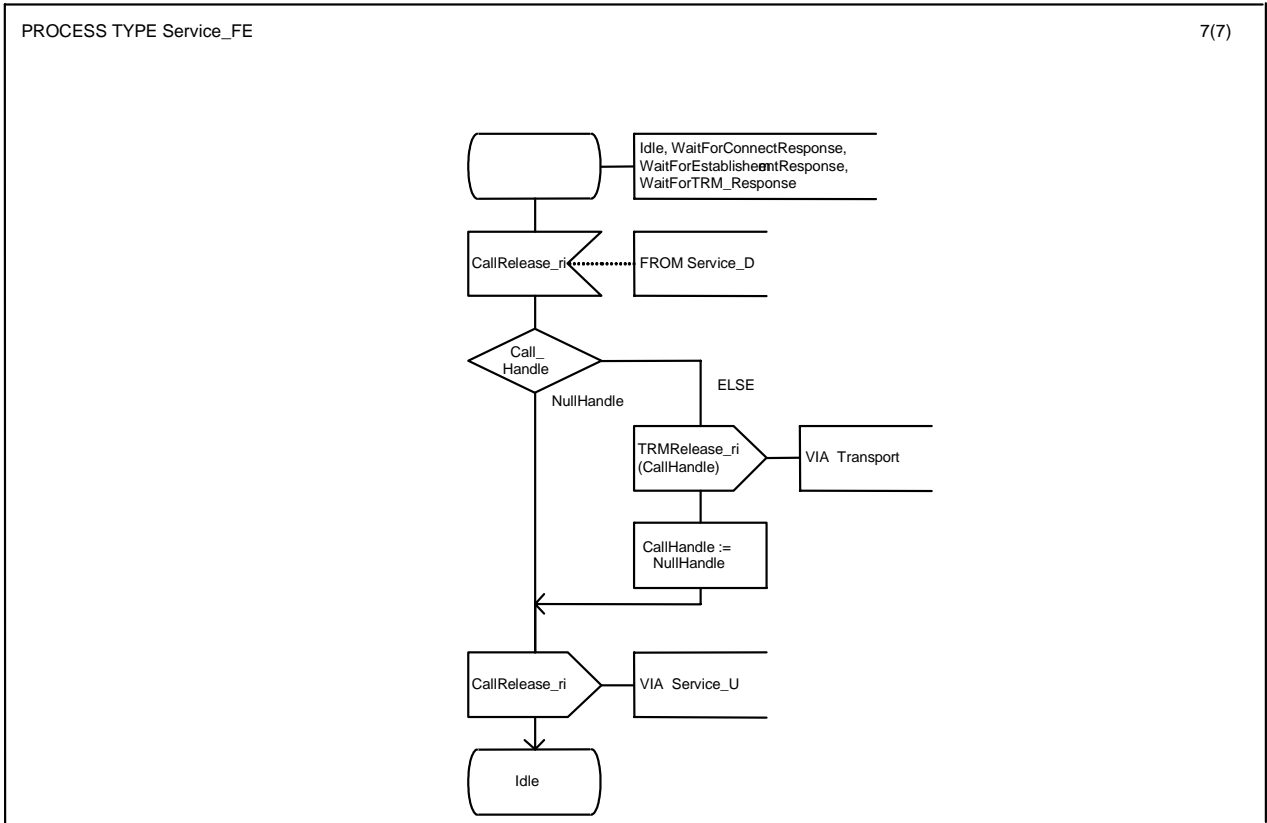 PROCESS TYPE Service_FE
7(7)
Idle, WaitForConnectResponse,
WaitForEstablishementResponse,
WaitForTRM_Response
CallRelease_ri
FROM Service_D
Call_
Handle
ELSE
NullHandle
TRMRelease_ri
(CallHandle)
VIA Transport
CallHandle :=
NullHandle
CallRelease_ri
VIA Service_U
Idle